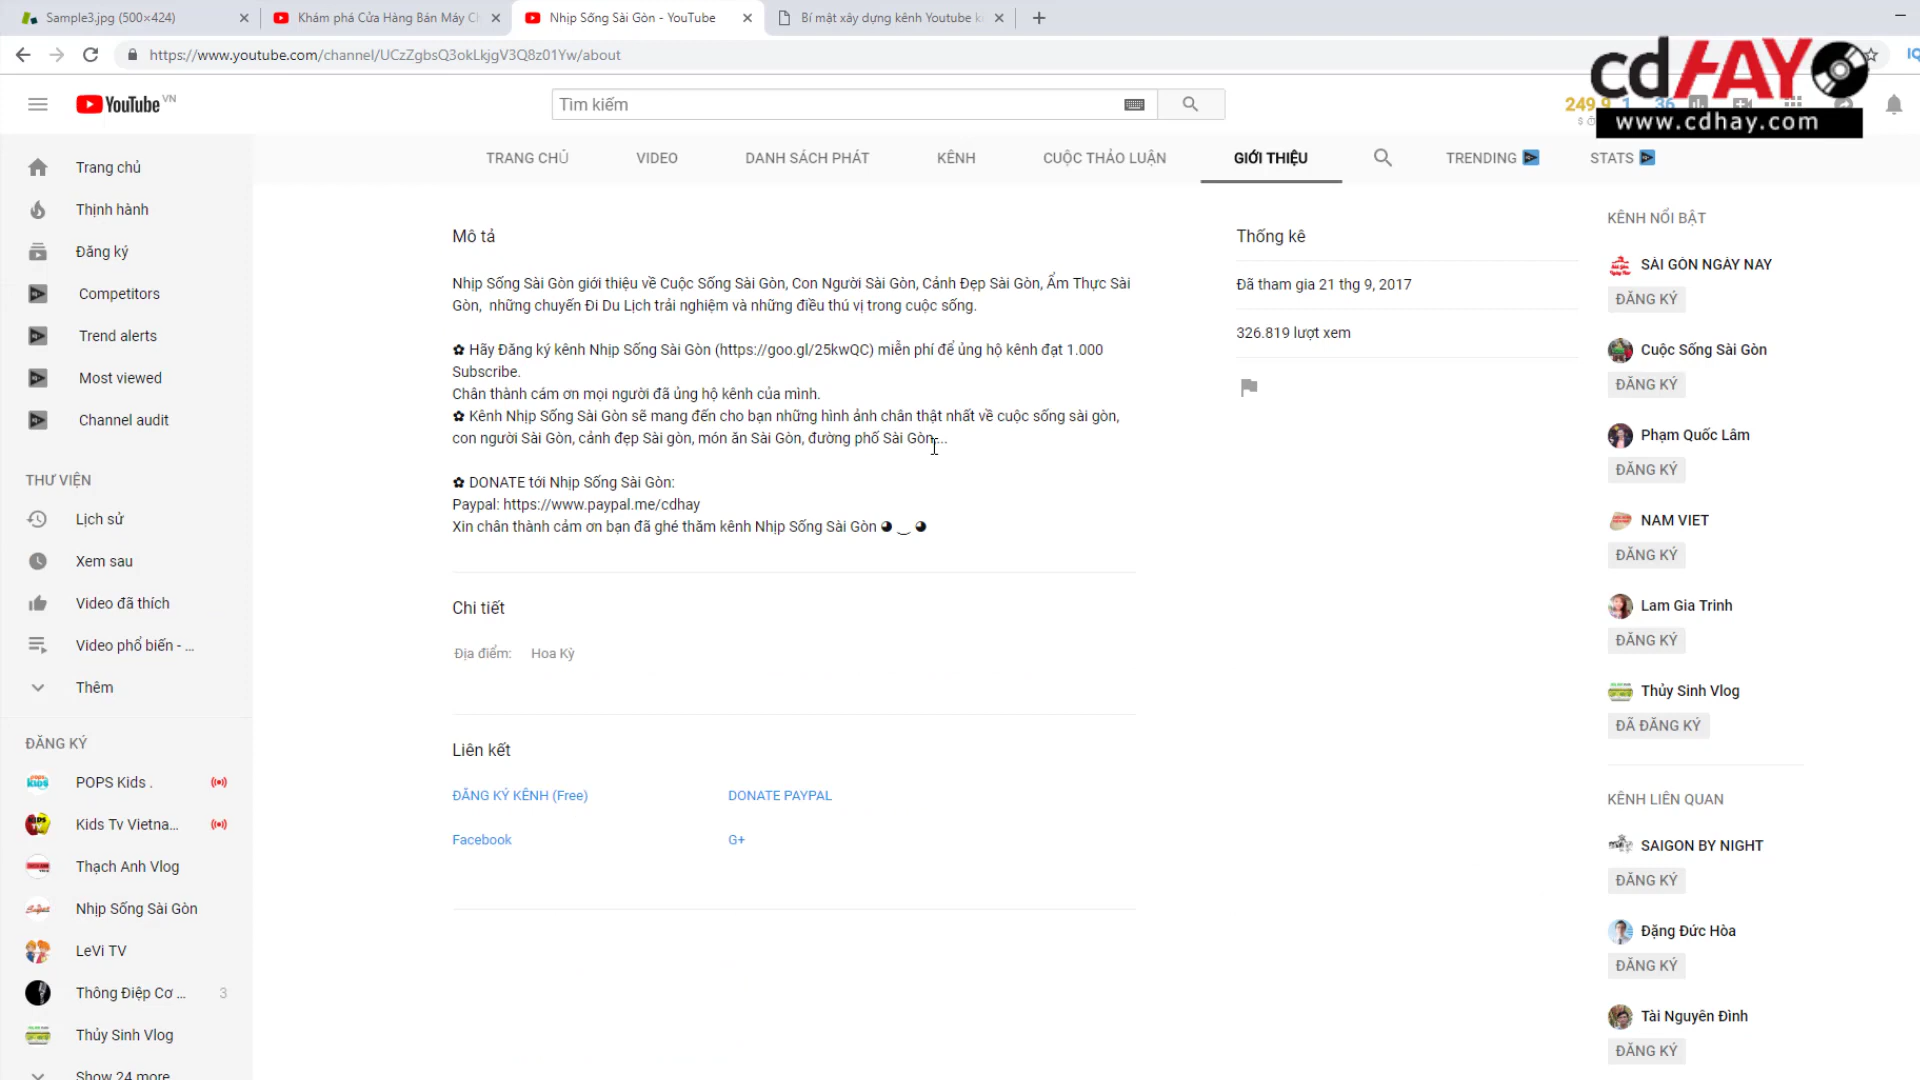 Sample3.jpg (500×424)
Khám phá Cửa Hàng Bán Máy Ch
Nhịp Sống Sài Gòn - YouTube
Bí mật xây dựng kênh Youtube k
https://www.youtube.com/channel/UCzZgbsQ3okLkjgV3Q8z01Yw/about
cdHAY
www.cdhay.com
YouTube VN
Tìm kiếm
249.9 1 36
TRANG CHỦ VIDEO DANH SÁCH PHÁT KÊNH CUỘC THẢO LUẬN GIỚI THIỆU TRENDING STATS
Trang chủ
Thịnh hành
Đăng ký
Competitors
Trend alerts
Most viewed
Channel audit
THƯ VIỆN
Lịch sử
Xem sau
Video đã thích
Video phổ biến - ...
Thêm
ĐĂNG KÝ
POPS Kids .
Kids Tv Vietna...
Thạch Anh Vlog
Nhịp Sống Sài Gòn
LeVi TV
Thông Điệp Cơ ... 3
Thủy Sinh Vlog
Show 24 more
Mô tả
Nhịp Sống Sài Gòn giới thiệu về Cuộc Sống Sài Gòn, Con Người Sài Gòn, Cảnh Đẹp Sài Gòn, Ẩm Thực Sài
Gòn, những chuyến Đi Du Lịch trải nghiệm và những điều thú vị trong cuộc sống.
✿ Hãy Đăng ký kênh Nhịp Sống Sài Gòn (https://goo.gl/25kwQC) miễn phí để ủng hộ kênh đạt 1.000
Subscribe.
Chân thành cám ơn mọi người đã ủng hộ kênh của mình.
✿ Kênh Nhịp Sống Sài Gòn sẽ mang đến cho bạn những hình ảnh chân thật nhất về cuộc sống sài gòn,
con người Sài Gòn, cảnh đẹp Sài gòn, món ăn Sài Gòn, đường phố Sài Gòn...
✿ DONATE tới Nhịp Sống Sài Gòn:
Paypal: https://www.paypal.me/cdhay
Xin chân thành cảm ơn bạn đã ghé thăm kênh Nhịp Sống Sài Gòn ◕ ‿ ◕
Chi tiết
Địa điểm: Hoa Kỳ
Liên kết
ĐĂNG KÝ KÊNH (Free) DONATE PAYPAL
Facebook G+
Thống kê
Đã tham gia 21 thg 9, 2017
326.819 lượt xem
KÊNH NỔI BẬT
SÀI GÒN NGÀY NAY
ĐĂNG KÝ
Cuộc Sống Sài Gòn
ĐĂNG KÝ
Phạm Quốc Lâm
ĐĂNG KÝ
NAM VIET
ĐĂNG KÝ
Lam Gia Trinh
ĐĂNG KÝ
Thủy Sinh Vlog
ĐÃ ĐĂNG KÝ
KÊNH LIÊN QUAN
SAIGON BY NIGHT
ĐĂNG KÝ
Đặng Đức Hòa
ĐĂNG KÝ
Tài Nguyên Đình
ĐĂNG KÝ